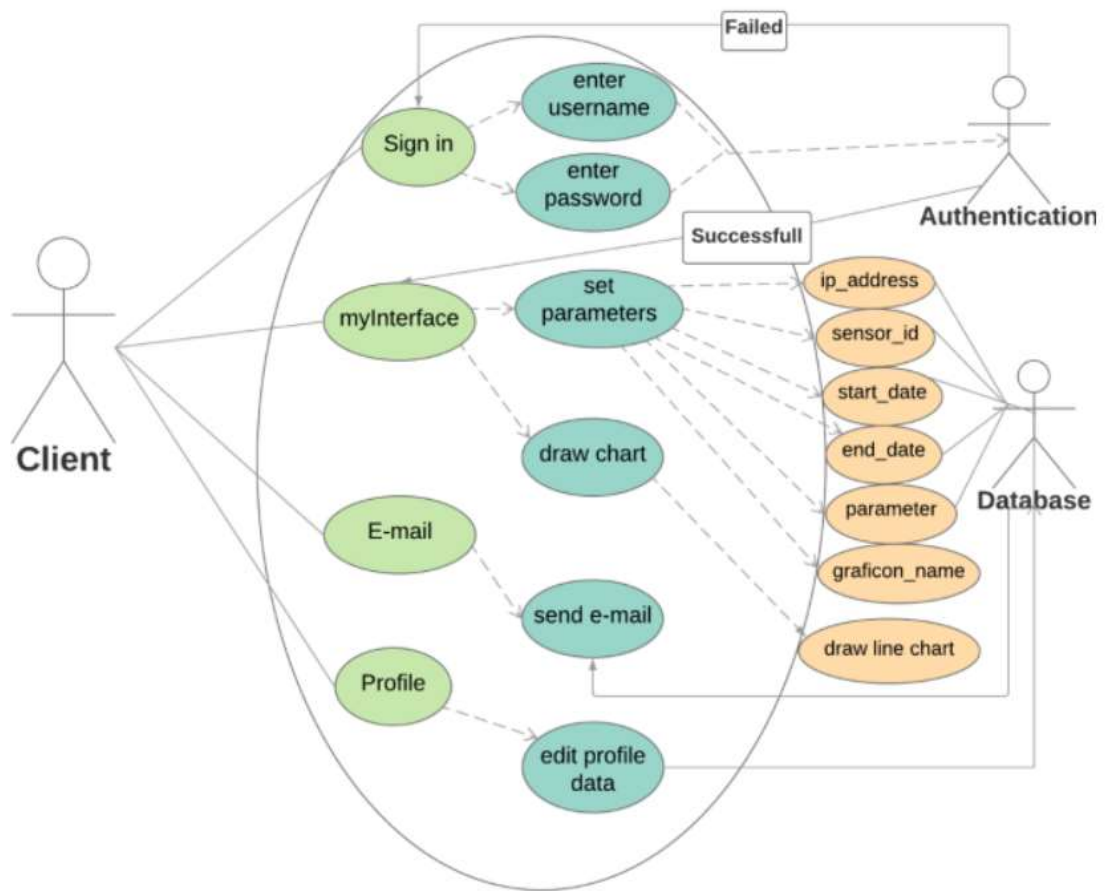 Failed
enter
username
Sign in
enter
password
Authentication
Successfull
ip_address
set
parameters
myInterface
sensor_id
start_date
Client
draw chart
end_date
Database
parameter
E-mail
graficon_name
send e-mail
draw line chart
Profile
edit profile
data